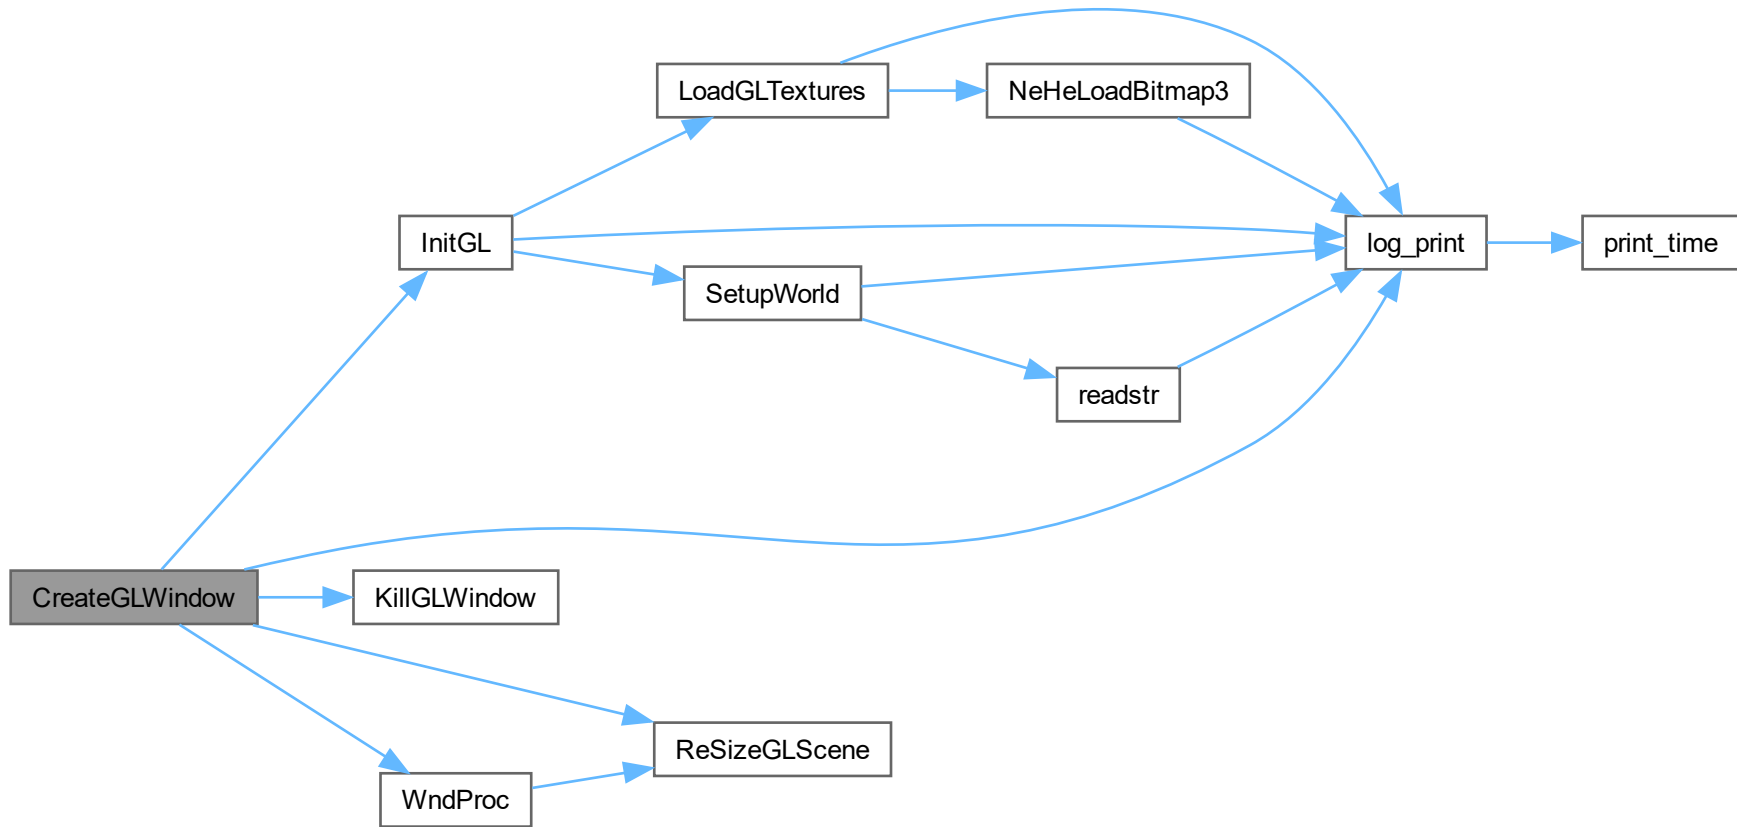 LoadGLTextures
NeHeLoadBitmap3
InitGL
log_print
print_time
SetupWorld
readstr
CreateGLWindow
KillGLWindow
ReSizeGLScene
WndProc